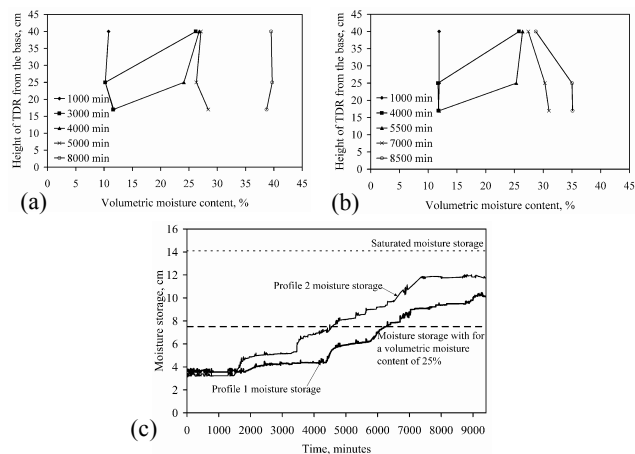 40
35
30
25
20
15
10
5
0
Height of TDR from the base, cm
1000 min
3000 min
4000 min
5000 min
8000 min
0 5 10 15 20 25 30 35 40 45
(a) Volumetric moisture content, %
40
35
30
25
20
15
10
5
0
Height of TDR from the base, cm
1000 min
4000 min
5500 min
7000 min
8500 min
0 5 10 15 20 25 30 35 40 45
(b) Volumetric moisture content, %
16
14
12
10
8
6
4
2
0
Moisture storage, cm
Saturated moisture storage
Profile 2 moisture storage
Moisture storage with for
a volumetric moisture
content of 25%
Profile 1 moisture storage
0 1000 2000 3000 4000 5000 6000 7000 8000 9000
(c) Time, minutes